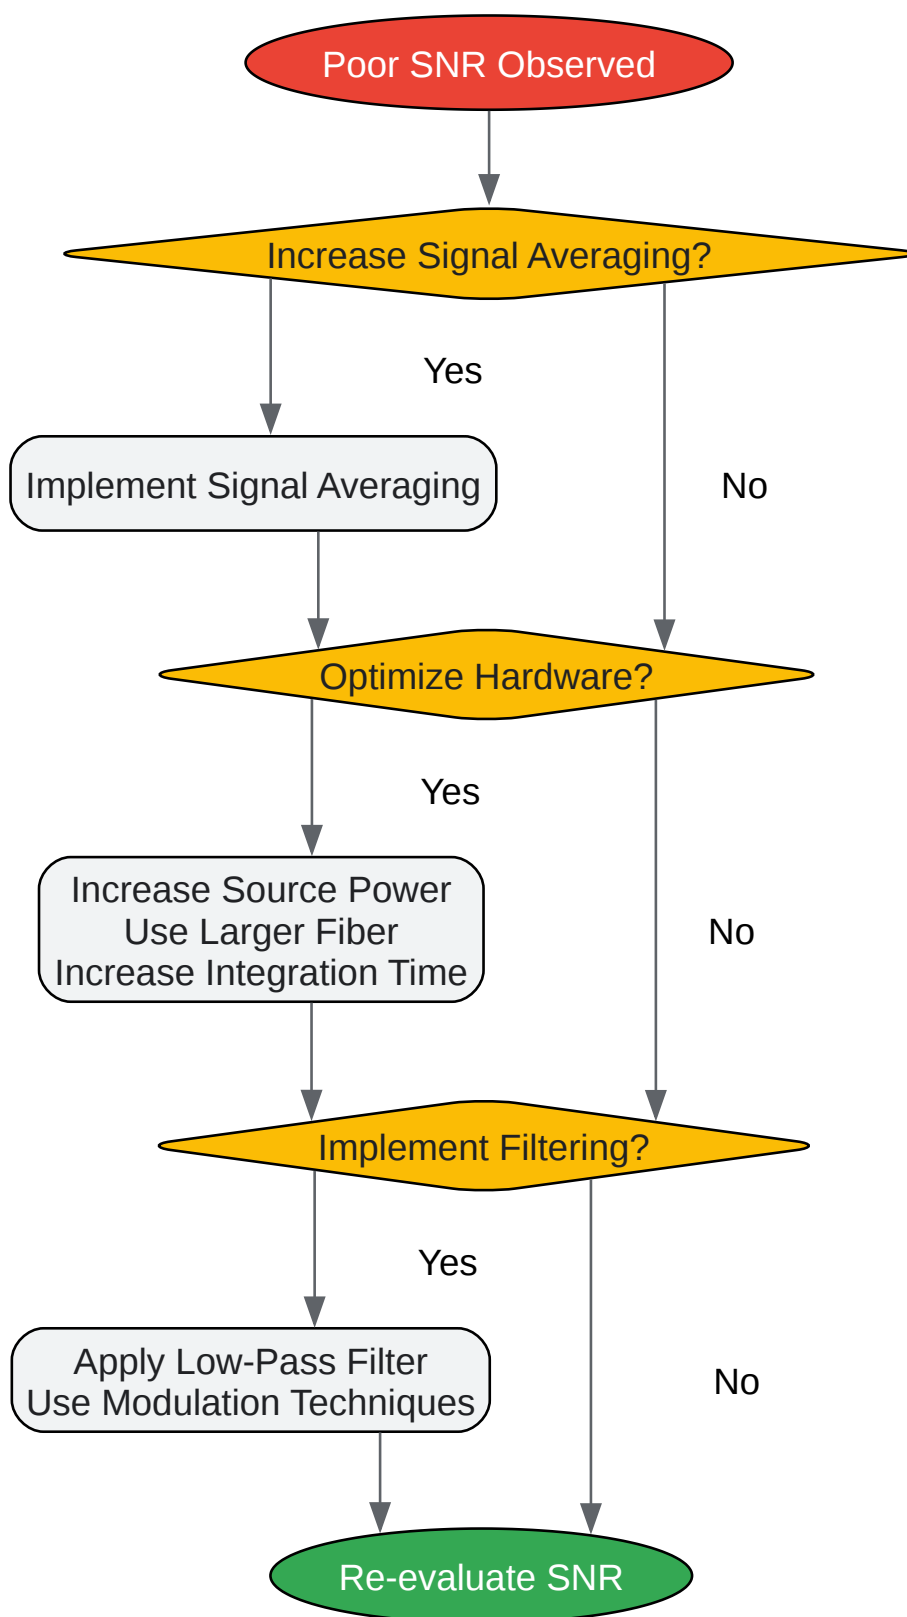 Poor SNR Observed
Increase Signal Averaging?
Yes
Implement Signal Averaging
No
Optimize Hardware?
Yes
Increase Source Power
Use Larger Fiber
Increase Integration Time
No
Implement Filtering?
Yes
Apply Low-Pass Filter
Use Modulation Techniques
No
Re-evaluate SNR